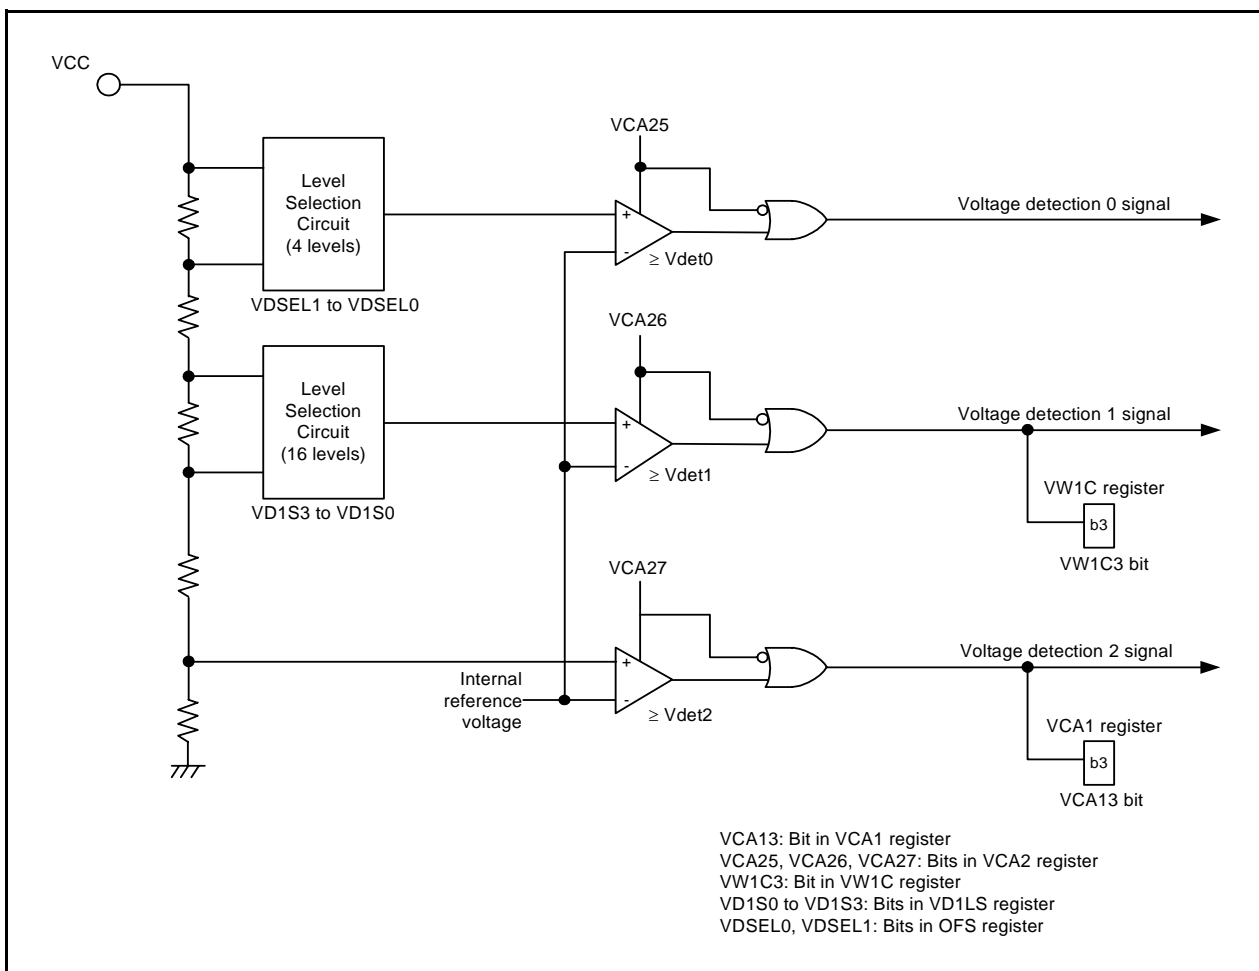 VCC
VCA25
Level
Selection
Circuit
(4 levels)
VDSEL1 to VDSEL0
+
-
≥ Vdet0
Voltage detection 0 signal
VCA26
Level
Selection
Circuit
(16 levels)
VD1S3 to VD1S0
+
-
≥ Vdet1
Voltage detection 1 signal
VW1C register
b3
VW1C3 bit
VCA27
Internal
reference
voltage
+
-
≥ Vdet2
Voltage detection 2 signal
VCA1 register
b3
VCA13 bit
VCA13: Bit in VCA1 register
VCA25, VCA26, VCA27: Bits in VCA2 register
VW1C3: Bit in VW1C register
VD1S0 to VD1S3: Bits in VD1LS register
VDSEL0, VDSEL1: Bits in OFS register